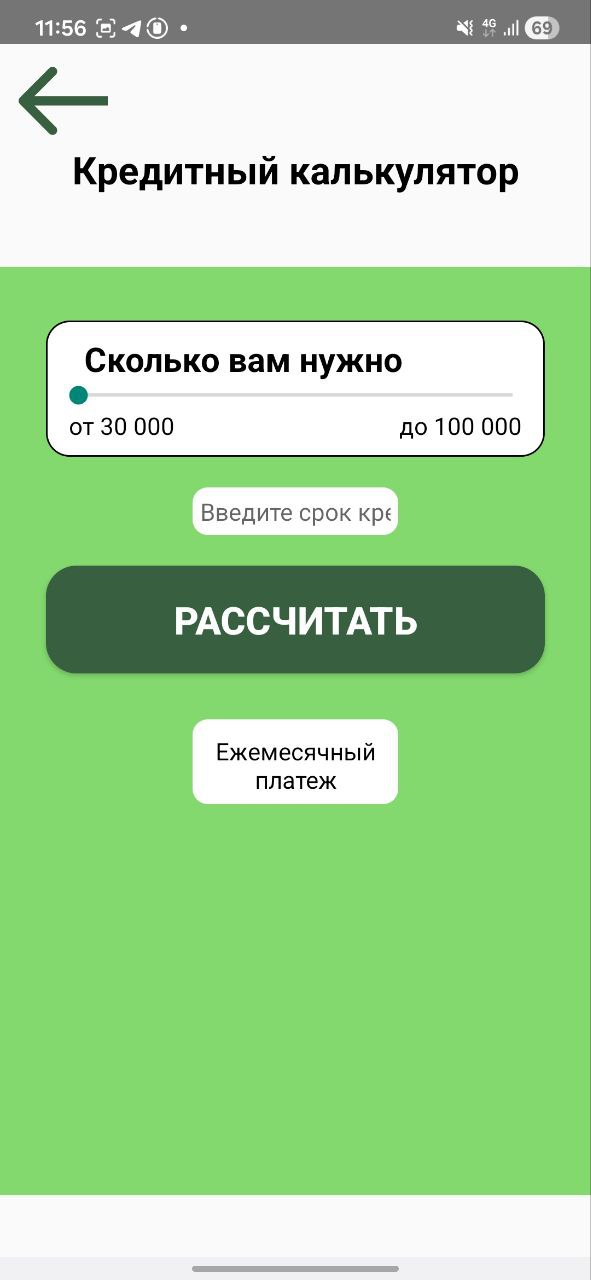 11:56 4G 69
Кредитный калькулятор
Сколько вам нужно
от 30 000 до 100 000
Введите срок кре
РАССЧИТАТЬ
Ежемесячный
платеж